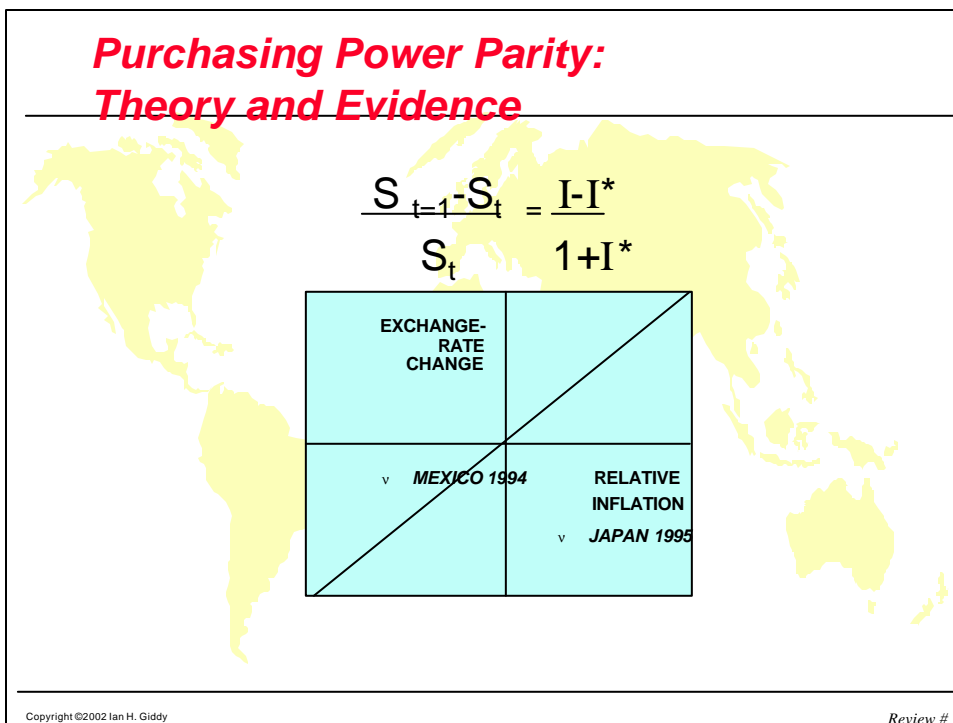 Purchasing Power Parity:
Theory and Evidence
S t=1-St = I-I*
St 1+I*
EXCHANGE-
RATE
CHANGE
ν MEXICO 1994
RELATIVE
INFLATION
ν JAPAN 1995
Copyright ©2002 Ian H. Giddy
Review #